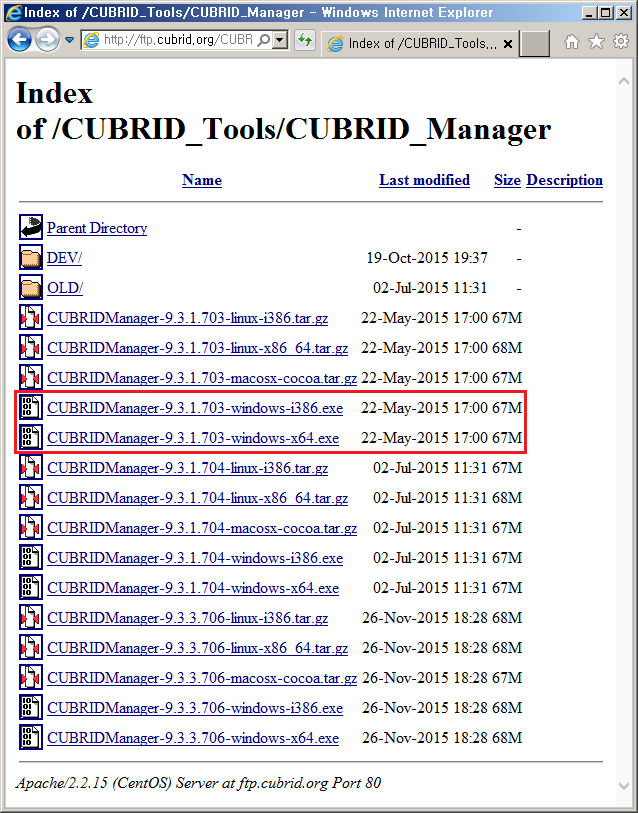 Index of /CUBRID_Tools/CUBRID_Manager - Windows Internet Explorer
http://ftp.cubrid.org/CUBR
Index of /CUBRID_Tools,...
Index
of /CUBRID_Tools/CUBRID_Manager
Name Last modified Size Description
Parent Directory -
DEV/ 19-Oct-2015 19:37 -
OLD/ 02-Jul-2015 11:31 -
CUBRIDManager-9.3.1.703-linux-i386.tar.gz 22-May-2015 17:00 67M
CUBRIDManager-9.3.1.703-linux-x86_64.tar.gz 22-May-2015 17:00 68M
CUBRIDManager-9.3.1.703-macosx-cocoa.tar.gz 22-May-2015 17:00 67M
CUBRIDManager-9.3.1.703-windows-i386.exe 22-May-2015 17:00 67M
CUBRIDManager-9.3.1.703-windows-x64.exe 22-May-2015 17:00 67M
CUBRIDManager-9.3.1.704-linux-i386.tar.gz 02-Jul-2015 11:31 67M
CUBRIDManager-9.3.1.704-linux-x86_64.tar.gz 02-Jul-2015 11:31 68M
CUBRIDManager-9.3.1.704-macosx-cocoa.tar.gz 02-Jul-2015 11:31 67M
CUBRIDManager-9.3.1.704-windows-i386.exe 02-Jul-2015 11:31 67M
CUBRIDManager-9.3.1.704-windows-x64.exe 02-Jul-2015 11:31 67M
CUBRIDManager-9.3.3.706-linux-i386.tar.gz 26-Nov-2015 18:28 68M
CUBRIDManager-9.3.3.706-linux-x86_64.tar.gz 26-Nov-2015 18:28 68M
CUBRIDManager-9.3.3.706-macosx-cocoa.tar.gz 26-Nov-2015 18:28 67M
CUBRIDManager-9.3.3.706-windows-i386.exe 26-Nov-2015 18:28 68M
CUBRIDManager-9.3.3.706-windows-x64.exe 26-Nov-2015 18:28 68M
Apache/2.2.15 (CentOS) Server at ftp.cubrid.org Port 80